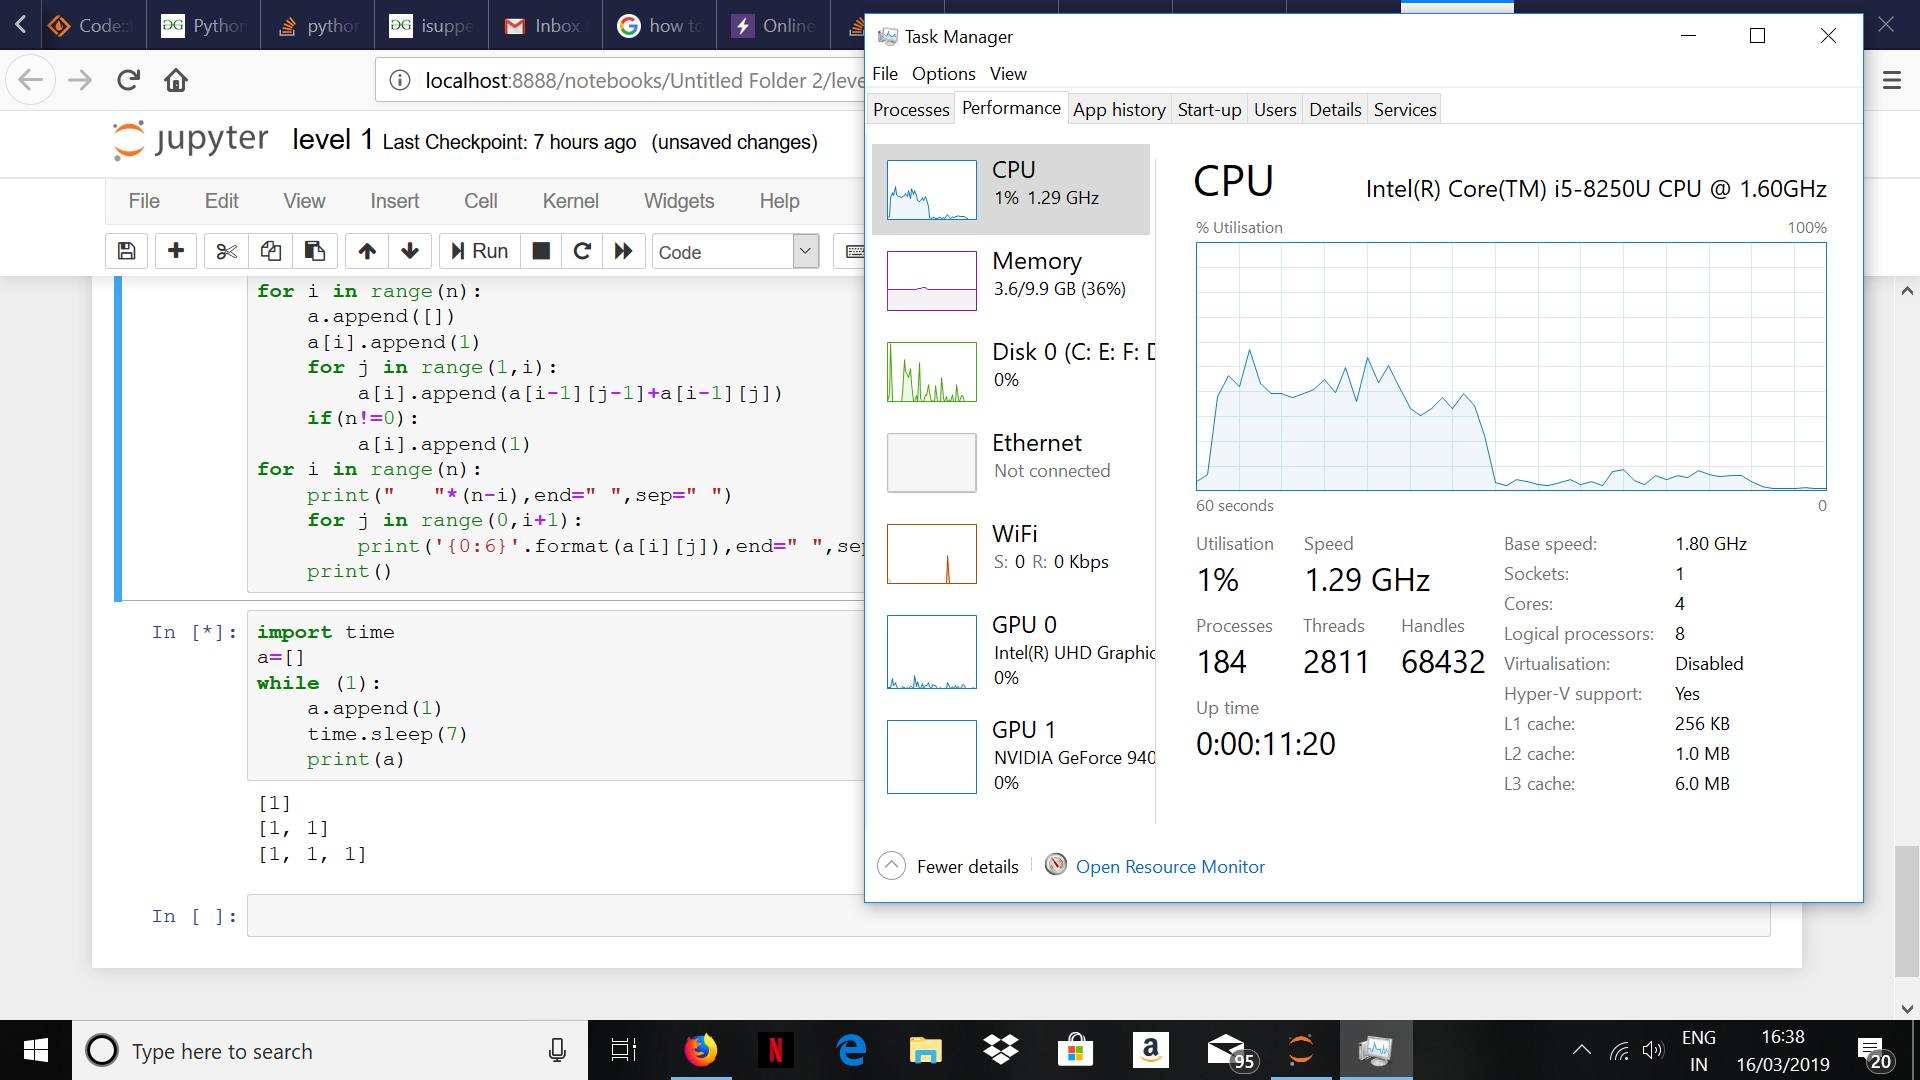 Code::
Python
python
isuppe
Inbox
how to
Online
localhost:8888/notebooks/Untitled Folder 2/leve
jupyter level 1 Last Checkpoint: 7 hours ago (unsaved changes)
File Edit View Insert Cell Kernel Widgets Help
Run
Code
for i in range(n):
    a.append([])
    a[i].append(1)
    for j in range(1,i):
        a[i].append(a[i-1][j-1]+a[i-1][j])
    if(n!=0):
        a[i].append(1)
for i in range(n):
    print("   "*(n-i),end=" ",sep=" ")
    for j in range(0,i+1):
        print('{0:6}'.format(a[i][j]),end=" ",sep
    print()
In [*]:
import time
a=[]
while (1):
    a.append(1)
    time.sleep(7)
    print(a)
[1]
[1, 1]
[1, 1, 1]
In [ ]:
Task Manager
File Options View
Processes Performance App history Start-up Users Details Services
CPU
1% 1.29 GHz
Memory
3.6/9.9 GB (36%)
Disk 0 (C: E: F: D
0%
Ethernet
Not connected
WiFi
S: 0 R: 0 Kbps
GPU 0
Intel(R) UHD Graphic
0%
GPU 1
NVIDIA GeForce 940
0%
CPU
Intel(R) Core(TM) i5-8250U CPU @ 1.60GHz
% Utilisation
100%
60 seconds
0
Utilisation
1%
Speed
1.29 GHz
Processes
184
Threads
2811
Handles
68432
Up time
0:00:11:20
Base speed: 1.80 GHz
Sockets: 1
Cores: 4
Logical processors: 8
Virtualisation: Disabled
Hyper-V support: Yes
L1 cache: 256 KB
L2 cache: 1.0 MB
L3 cache: 6.0 MB
Fewer details
Open Resource Monitor
Type here to search
95
ENG
IN
16:38
16/03/2019
20